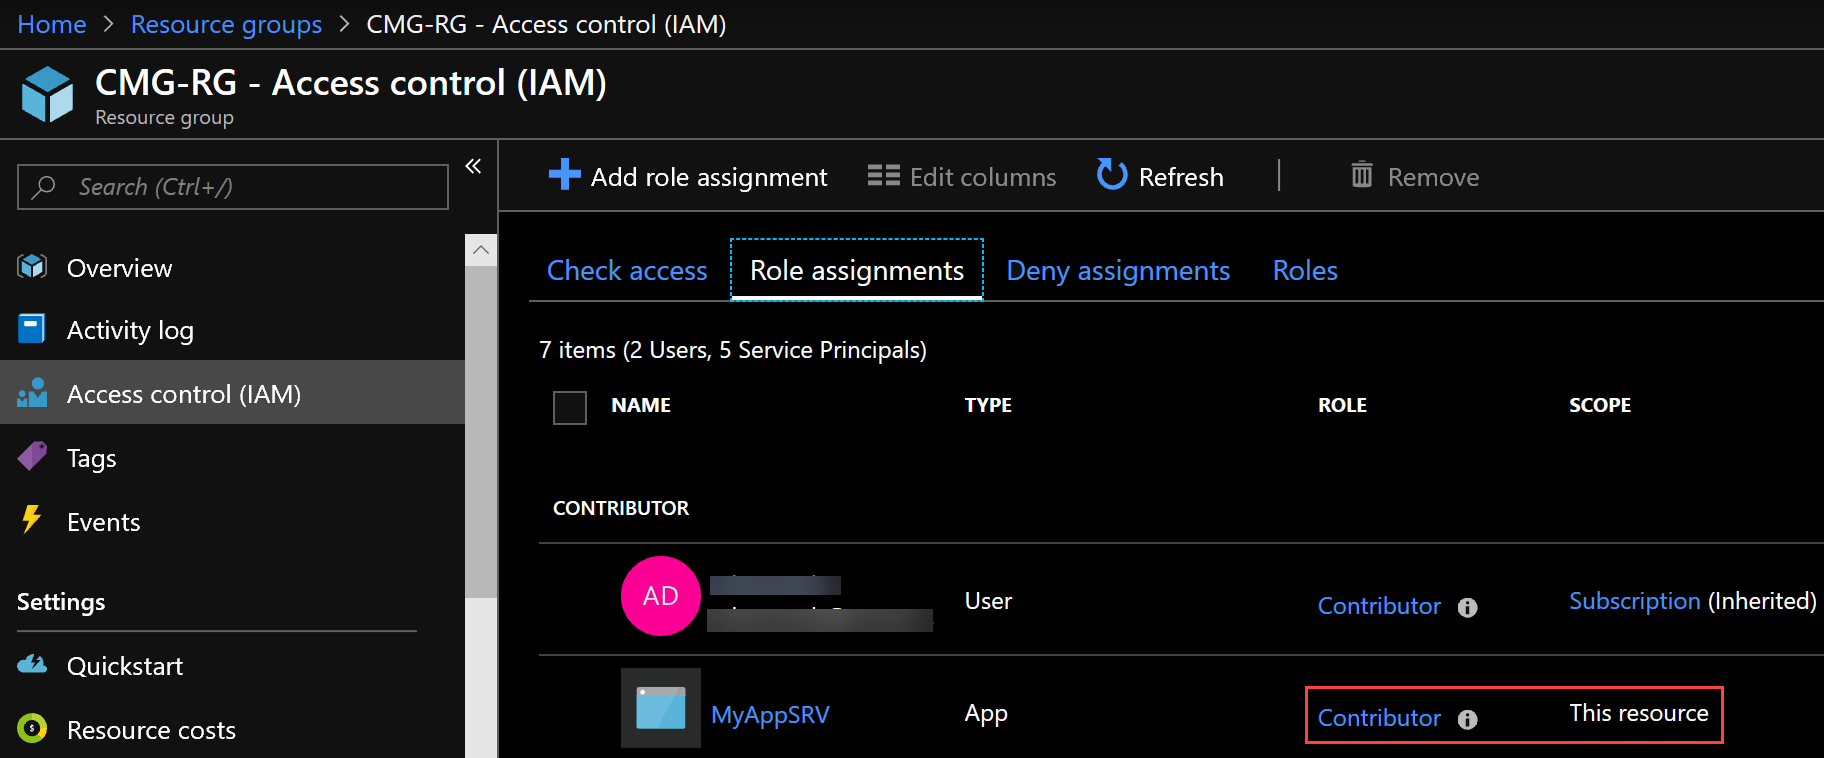 Home > Resource groups > CMG-RG - Access control (IAM)
CMG-RG - Access control (IAM)
Resource group
Search (Ctrl+/)
Overview
Activity log
Access control (IAM)
Tags
Events
Settings
Quickstart
Resource costs
Add role assignment Edit columns Refresh Remove
Check access Role assignments Deny assignments Roles
7 items (2 Users, 5 Service Principals)
NAME TYPE ROLE SCOPE
CONTRIBUTOR
AD User Contributor Subscription (Inherited)
MyAppSRV App Contributor This resource